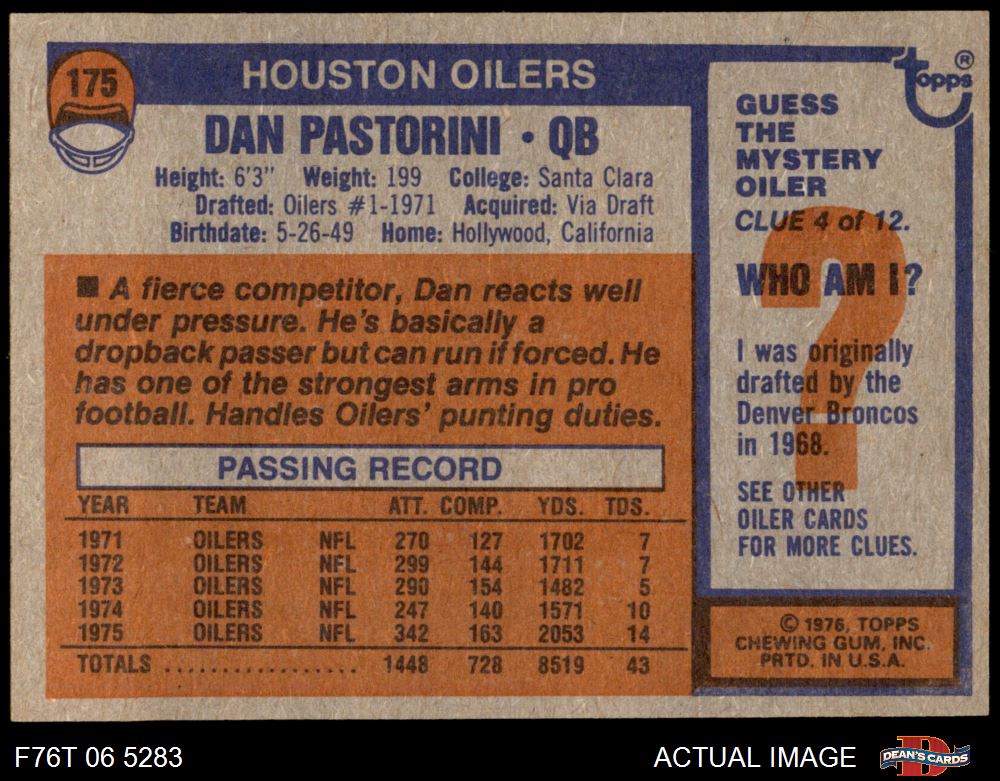 175
HOUSTON OILERS
DAN PASTORINI • QB
Height: 6'3" Weight: 199 College: Santa Clara
Drafted: Oilers #1-1971 Acquired: Via Draft
Birthdate: 5-26-49 Home: Hollywood, California
■ A fierce competitor, Dan reacts well
under pressure. He's basically a
dropback passer but can run if forced. He
has one of the strongest arms in pro
football. Handles Oilers' punting duties.
PASSING RECORD
YEAR TEAM ATT. COMP. YDS. TDS.
1971 OILERS NFL 270 127 1702 7
1972 OILERS NFL 299 144 1711 7
1973 OILERS NFL 290 154 1482 5
1974 OILERS NFL 247 140 1571 10
1975 OILERS NFL 342 163 2053 14
TOTALS .................. 1448 728 8519 43
topps ®
GUESS
THE
MYSTERY
OILER
CLUE 4 of 12.
?
WHO AM I?
I was originally
drafted by the
Denver Broncos
in 1968.
SEE OTHER
OILER CARDS
FOR MORE CLUES.
© 1976, TOPPS
CHEWING GUM, INC.
PRTD. IN U.S.A.
F76T 06 5283
ACTUAL IMAGE
D
DEAN'S CARDS